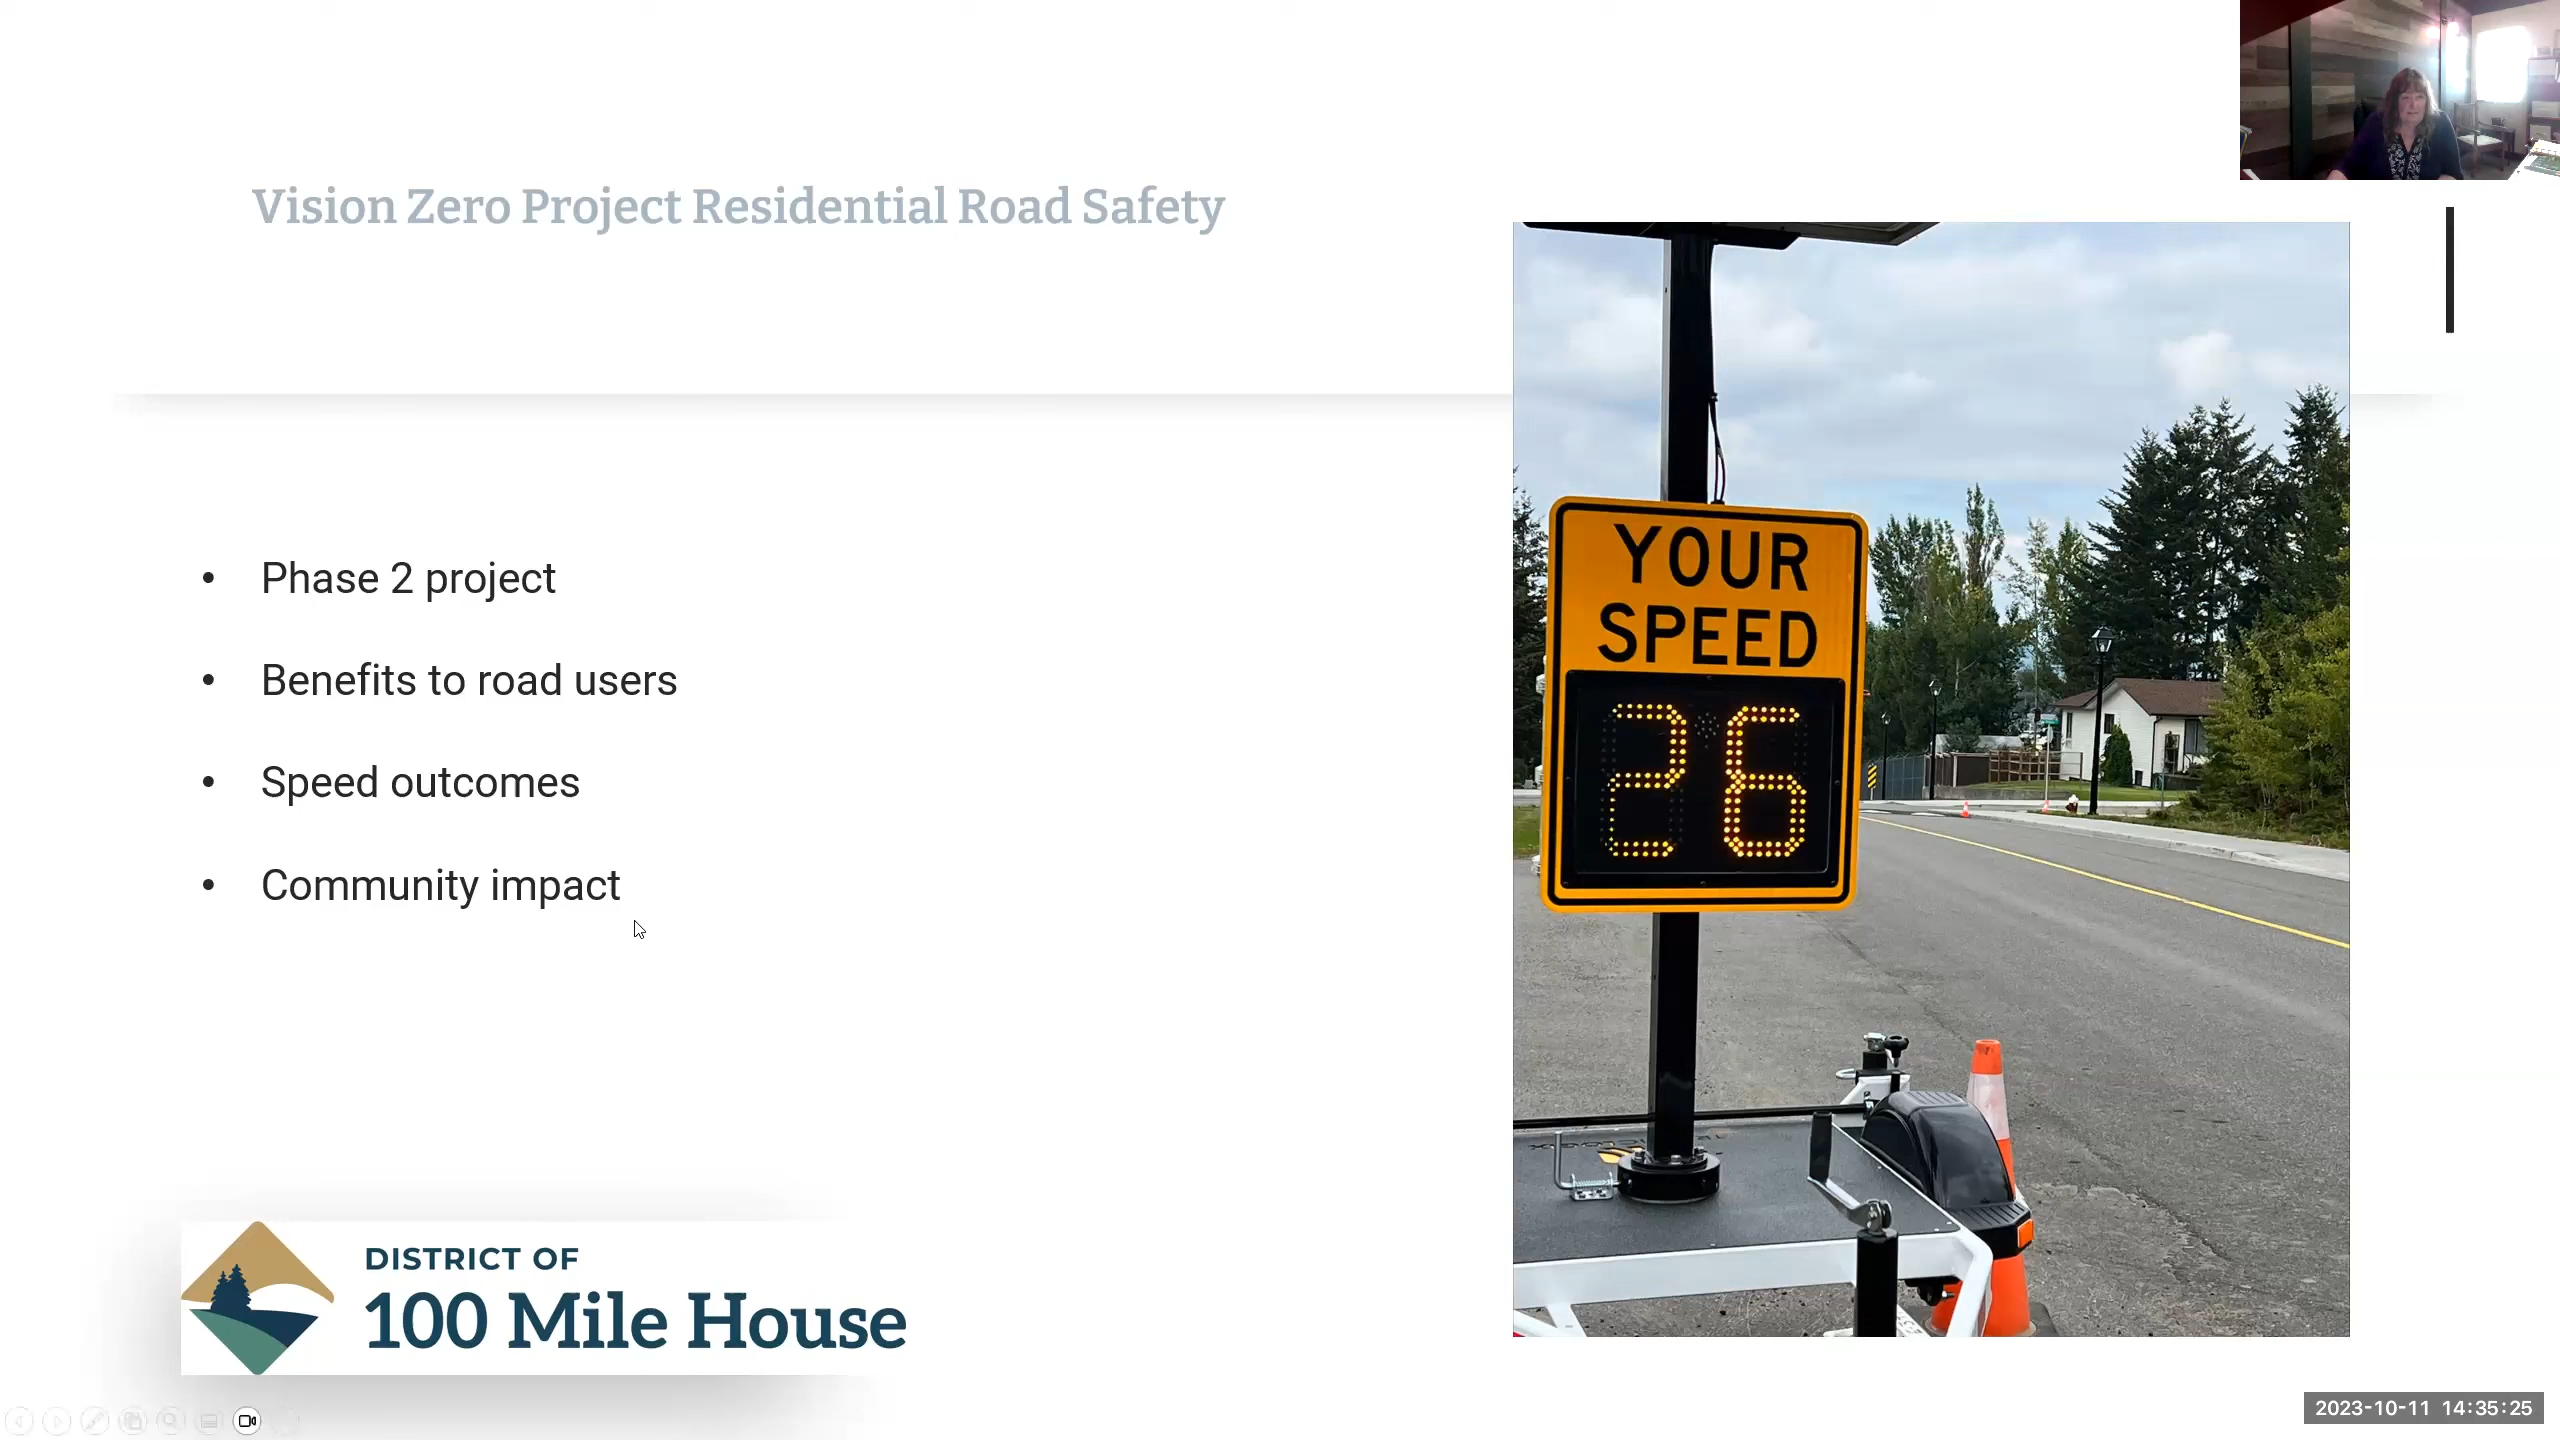 Vision Zero Project Residential Road Safety
• Phase 2 project
• Benefits to road users
• Speed outcomes
• Community impact
YOUR
SPEED
26
DISTRICT OF
100 Mile House
2023-10-11 14:35:25